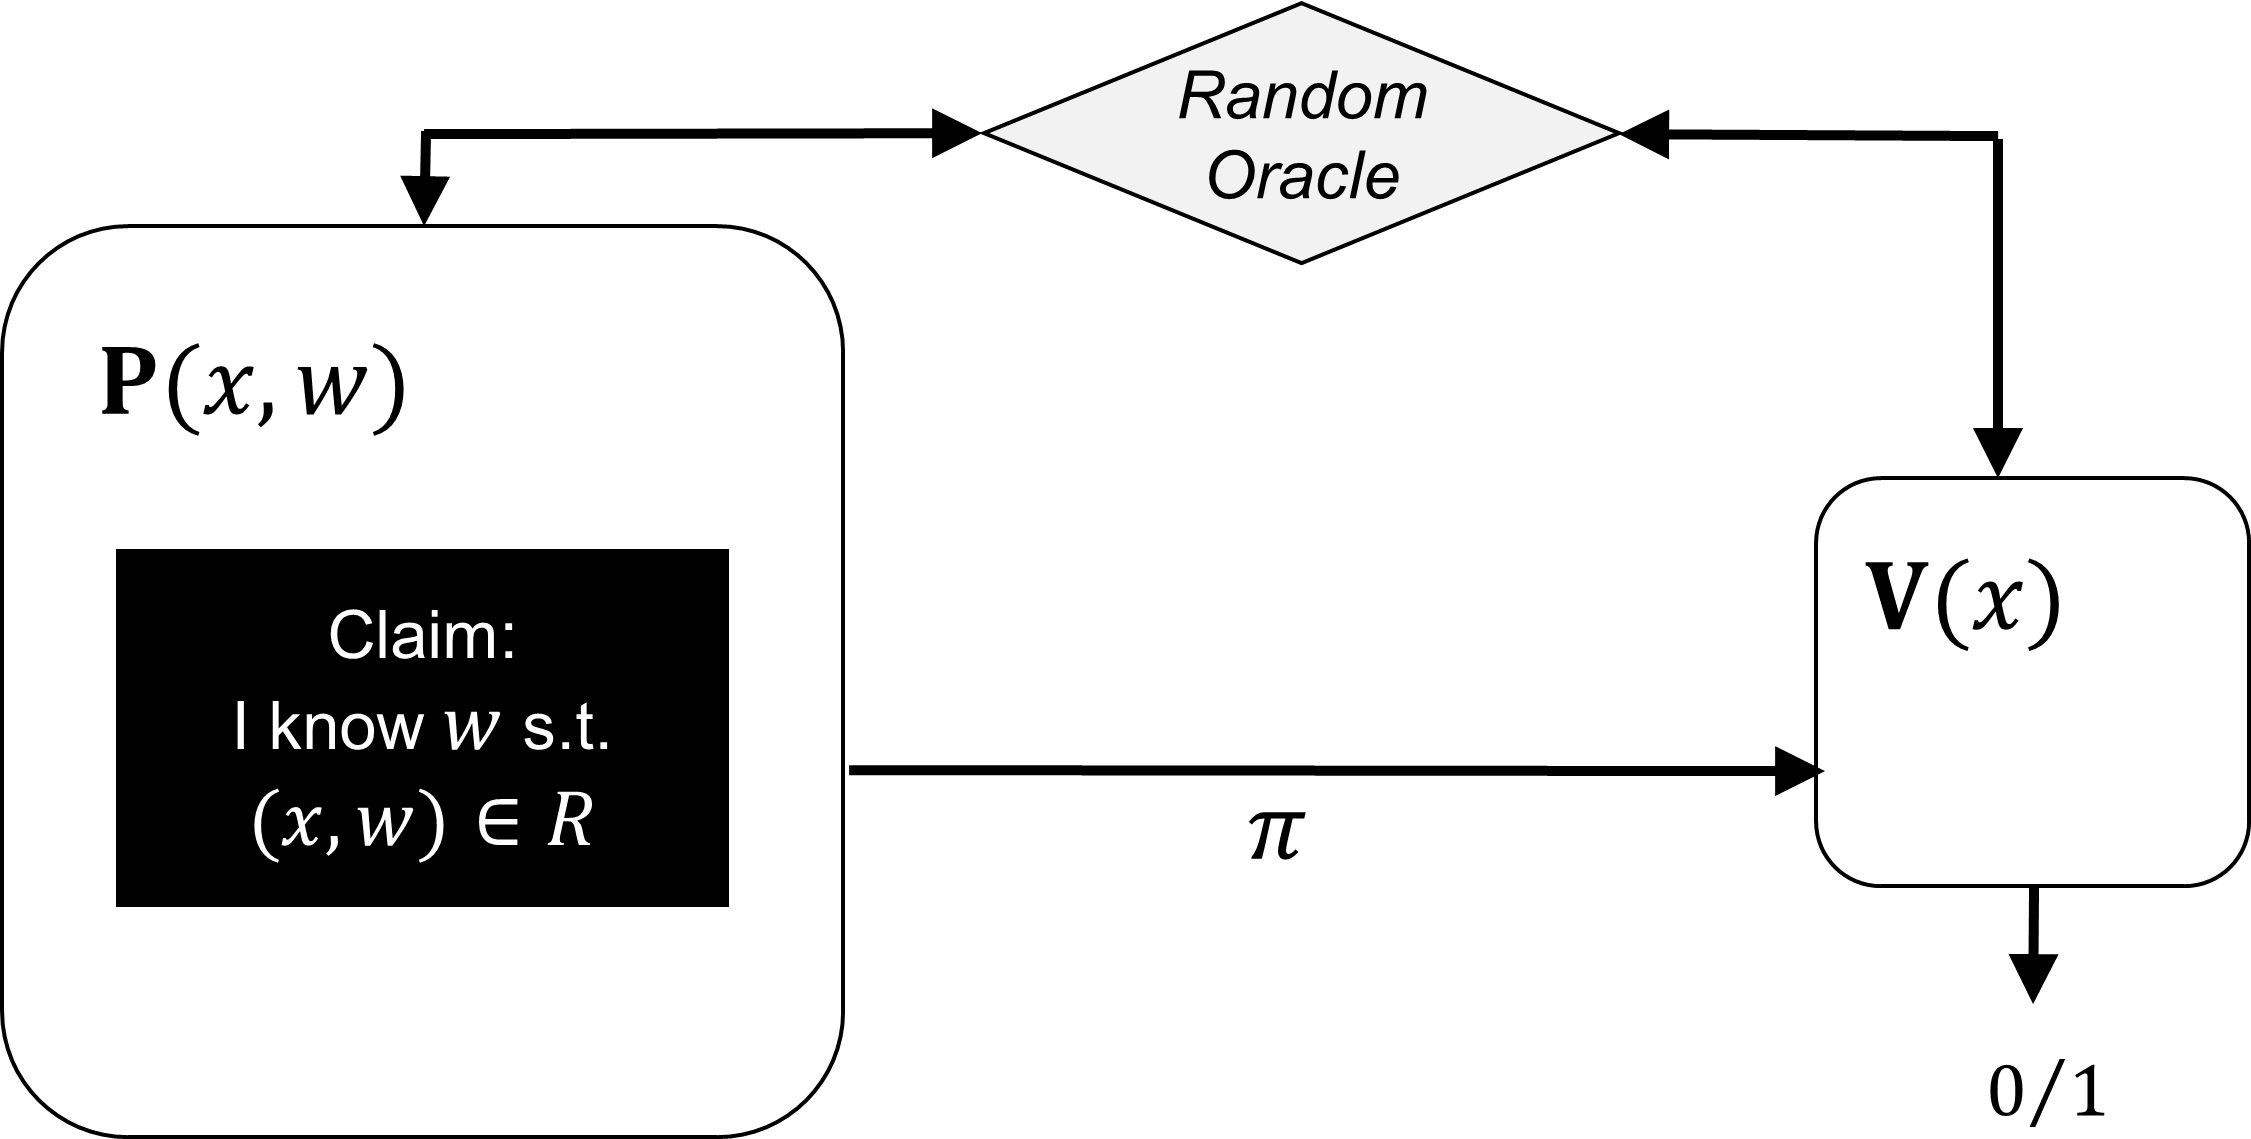 Random
Oracle
P(x, w)
Claim:
I know w s.t.
(x, w) ∈ R
V(x)
π
0/1